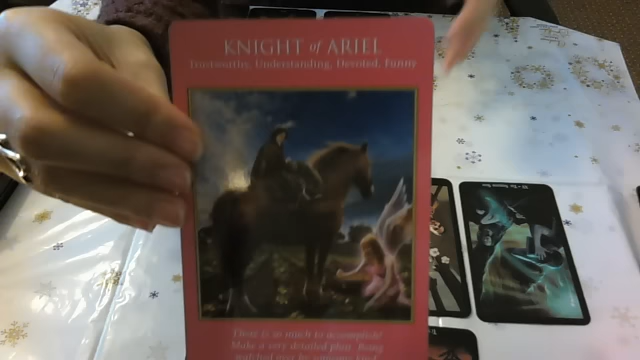 KNIGHT of ARIEL
Trustworthy, Understanding, Devoted, Funny
There is so much to accomplish!
Make a very detailed plan. Being